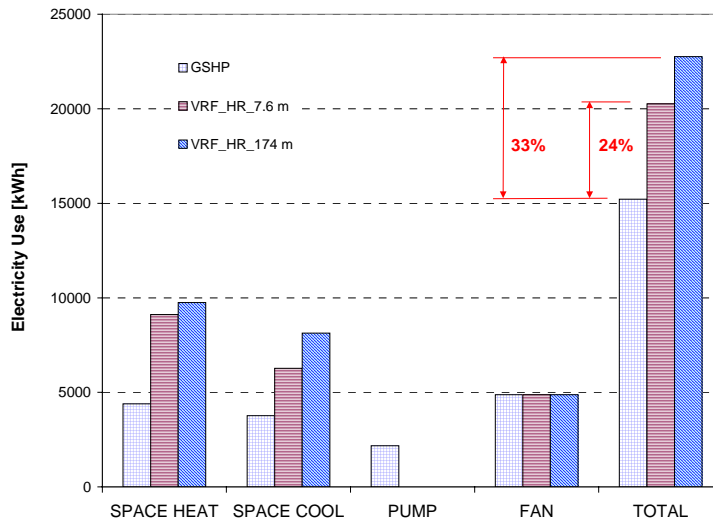 25000
20000
15000
10000
5000
0
Electricity Use [kWh]
GSHP
VRF_HR_7.6 m
VRF_HR_174 m
33%
24%
SPACE HEAT
SPACE COOL
PUMP
FAN
TOTAL